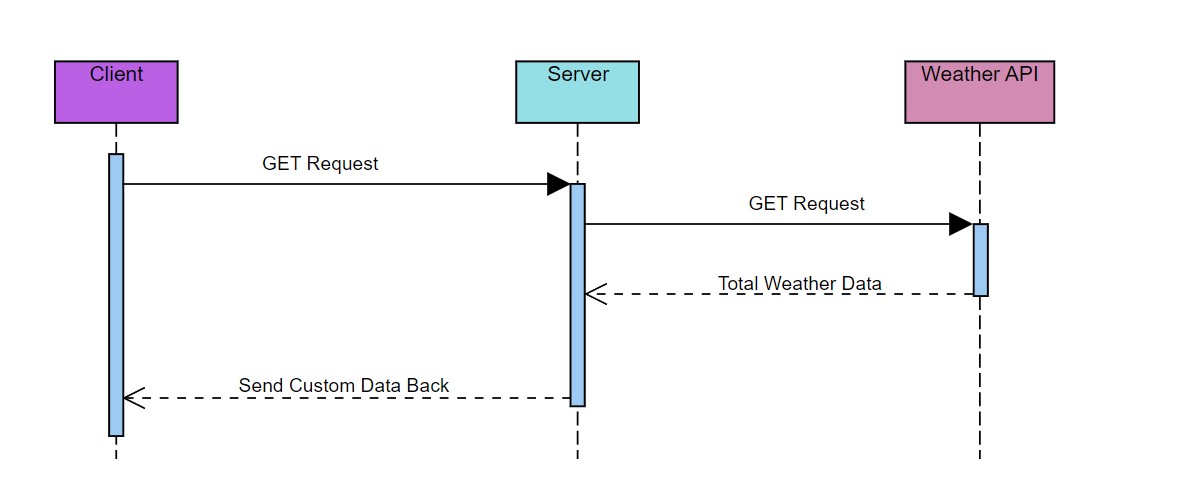 Client
Server
Weather API
GET Request
GET Request
Total Weather Data
Send Custom Data Back